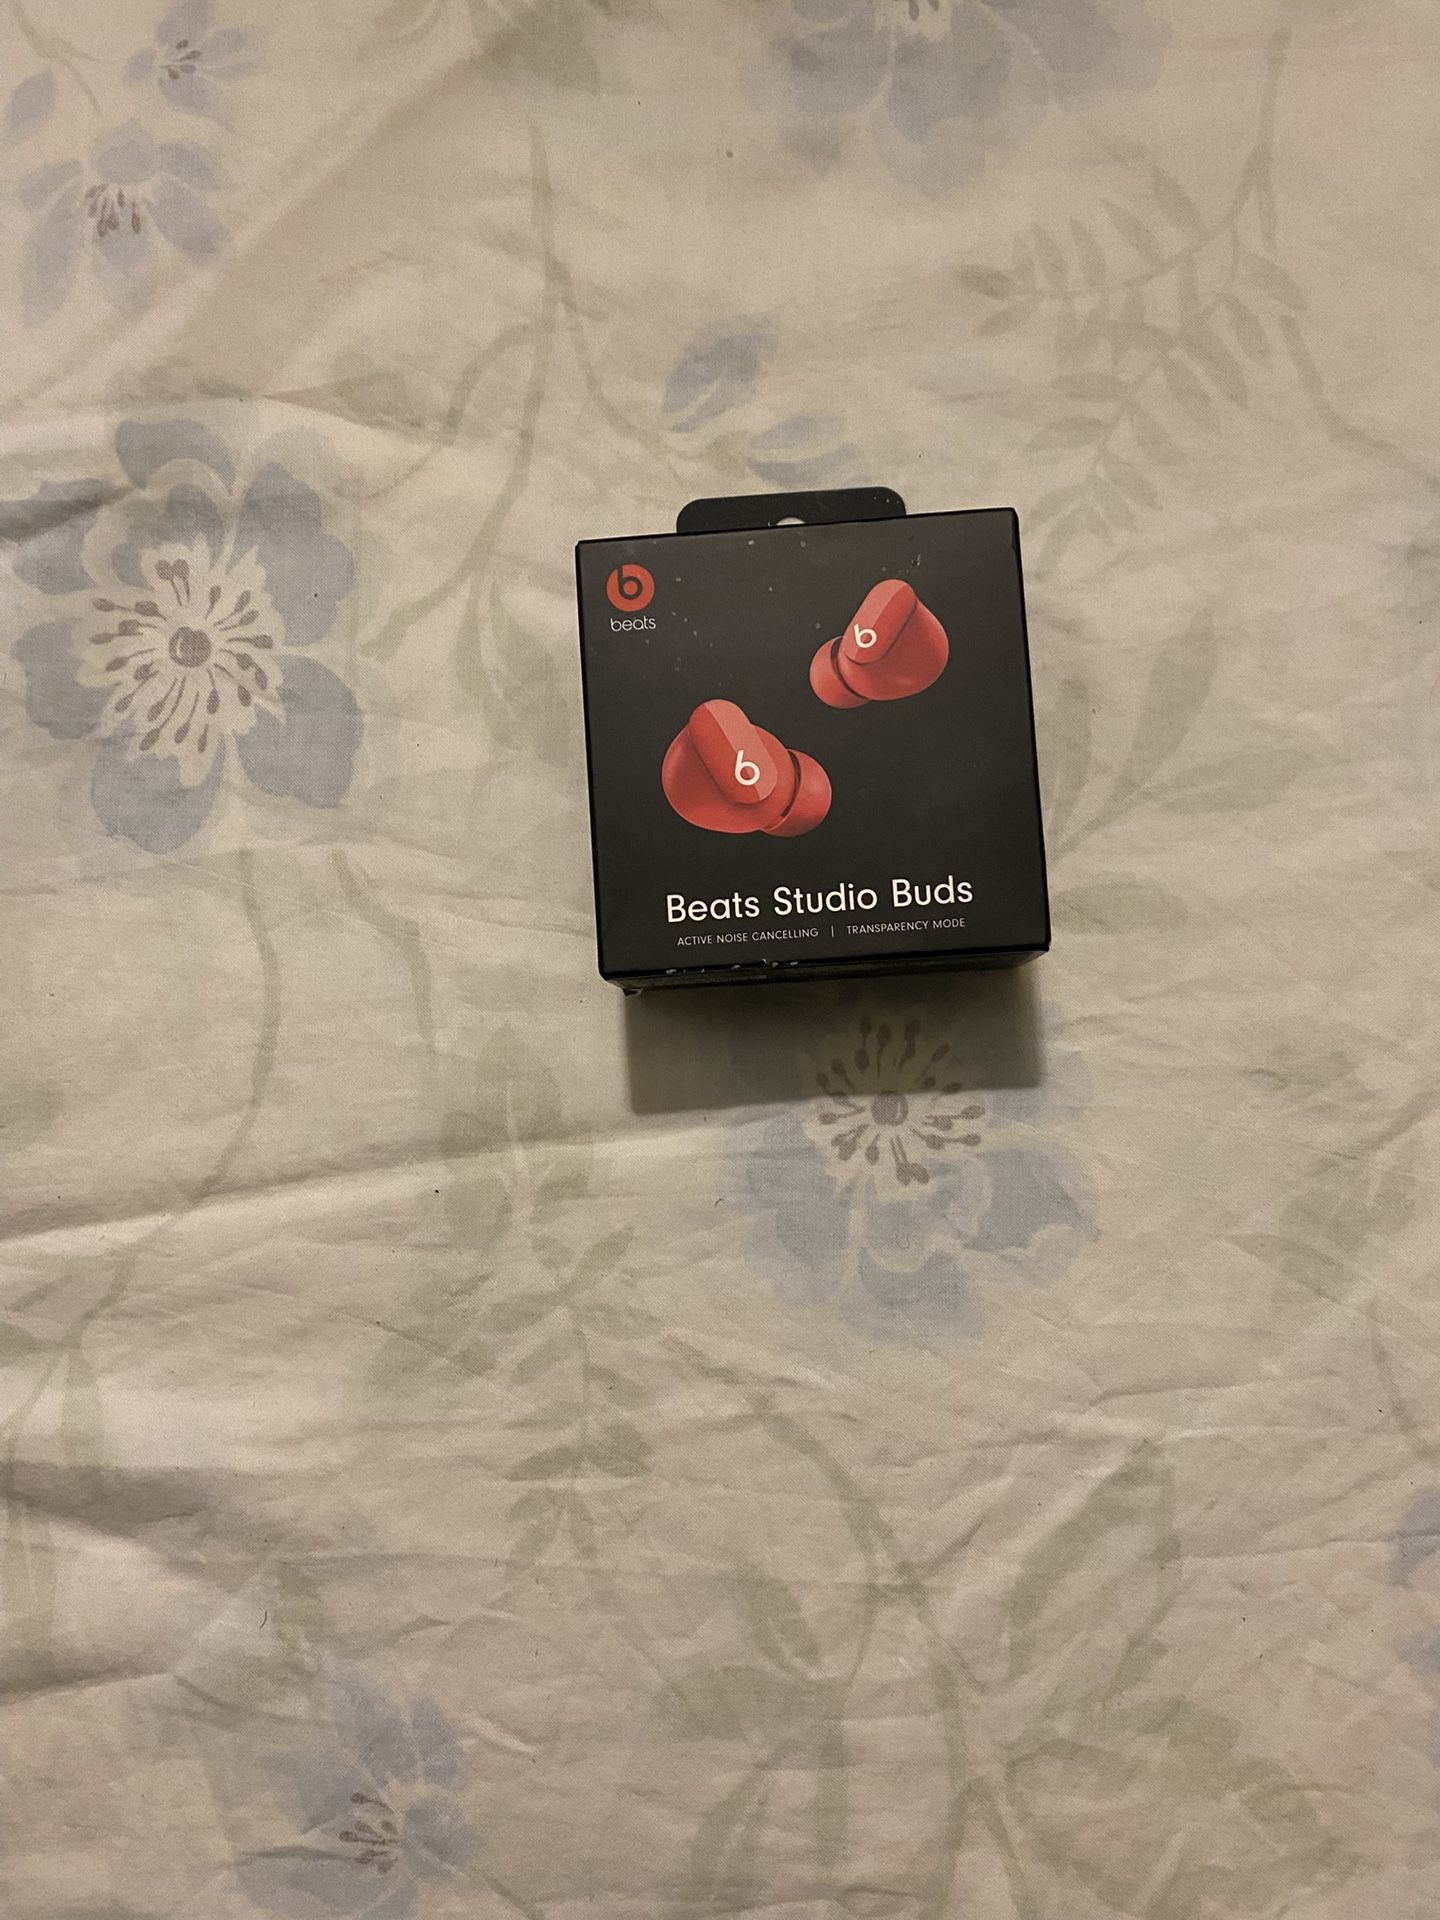 beats
b
b
Beats Studio Buds
ACTIVE NOISE CANCELLING | TRANSPARENCY MODE